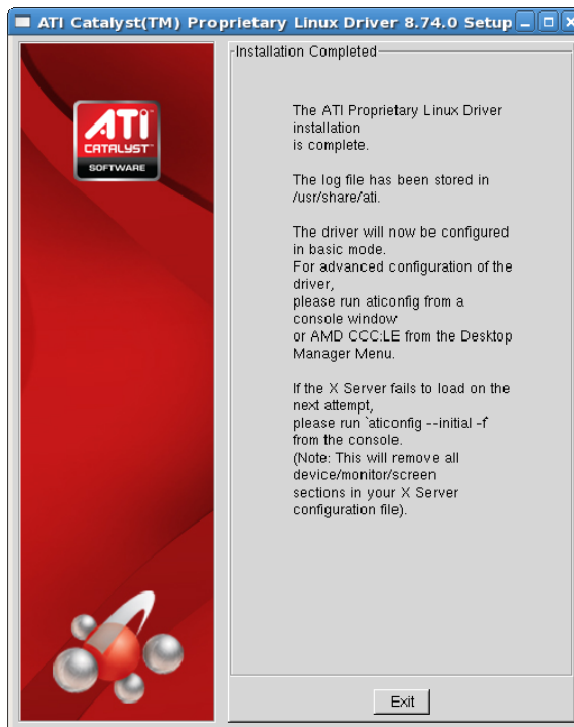 ATI Catalyst(TM) Proprietary Linux Driver 8.74.0 Setup
Installation Completed
ATI
CATALYST™
SOFTWARE
The ATI Proprietary Linux Driver
installation
is complete.
The log file has been stored in
/usr/share/ati.
The driver will now be configured
in basic mode.
For advanced configuration of the
driver,
please run aticonfig from a
console window
or AMD CCC:LE from the Desktop
Manager Menu.
If the X Server fails to load on the
next attempt,
please run `aticonfig --initial -f
from the console.
(Note: This will remove all
device/monitor/screen
sections in your X Server
configuration file).
Exit